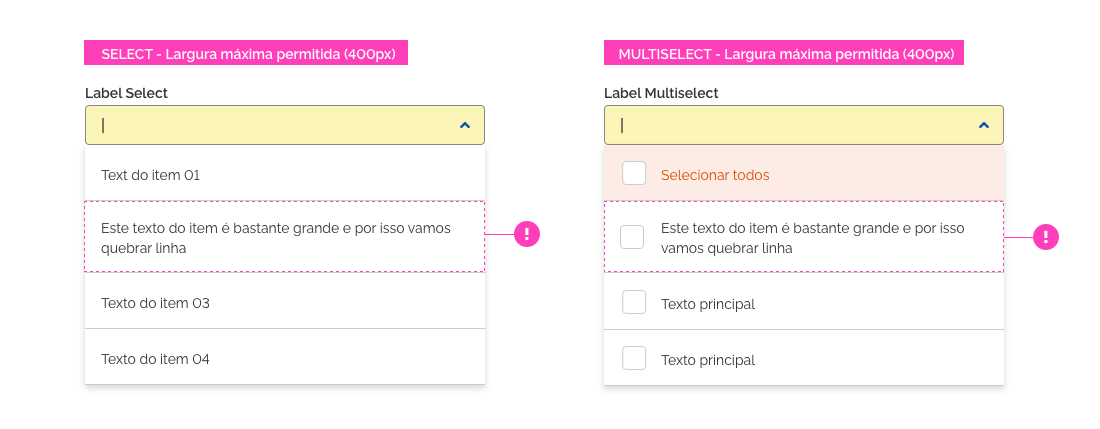 SELECT - Largura máxima permitida (400px)
Label Select
Text do item 01
Este texto do item é bastante grande e por isso vamos
quebrar linha
!
Texto do item 03
Texto do item 04
MULTISELECT - Largura máxima permitida (400px)
Label Multiselect
Selecionar todos
Este texto do item é bastante grande e por isso
vamos quebrar linha
!
Texto principal
Texto principal